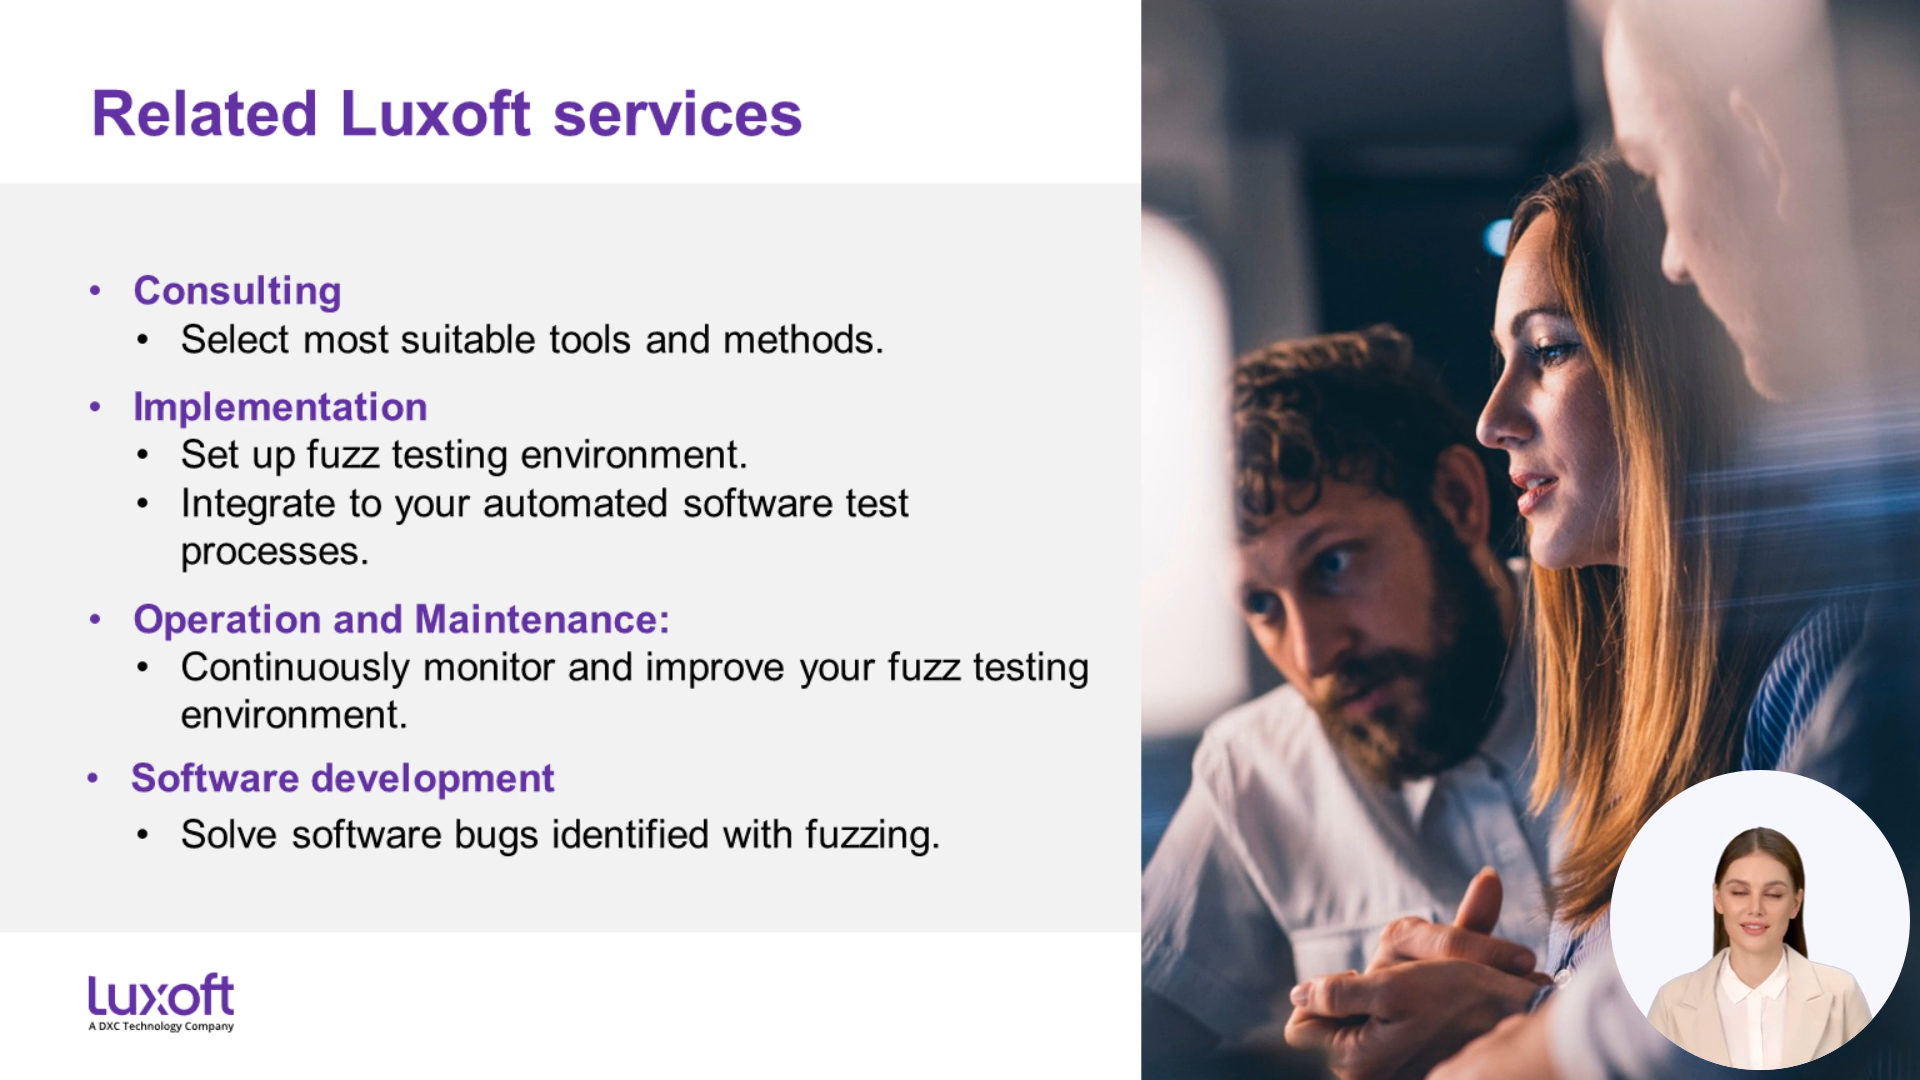 Related Luxoft services
• Consulting
• Select most suitable tools and methods.
• Implementation
• Set up fuzz testing environment.
• Integrate to your automated software test
processes.
• Operation and Maintenance:
• Continuously monitor and improve your fuzz testing
environment.
• Software development
• Solve software bugs identified with fuzzing.
luxoft
A DXC Technology Company